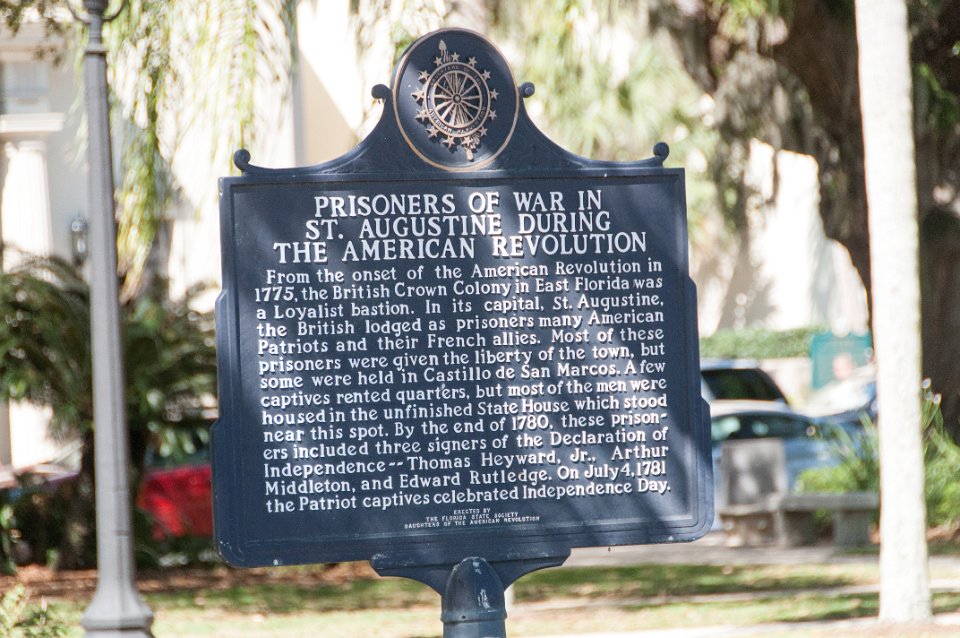 PRISONERS OF WAR IN
ST. AUGUSTINE DURING
THE AMERICAN REVOLUTION
From the onset of the American Revolution in
1775, the British Crown Colony in East Florida was
a Loyalist bastion. In its capital, St. Augustine,
the British lodged as prisoners many American
Patriots and their French allies. Most of these
prisoners were given the liberty of the town, but
some were held in Castillo de San Marcos. A few
captives rented quarters, but most of the men were
housed in the unfinished State House which stood
near this spot. By the end of 1780, these prison-
ers included three signers of the Declaration of
Independence--Thomas Heyward, Jr., Arthur
Middleton, and Edward Rutledge. On July 4, 1781
the Patriot captives celebrated Independence Day.
ERECTED BY
THE FLORIDA STATE SOCIETY
DAUGHTERS OF THE AMERICAN REVOLUTION